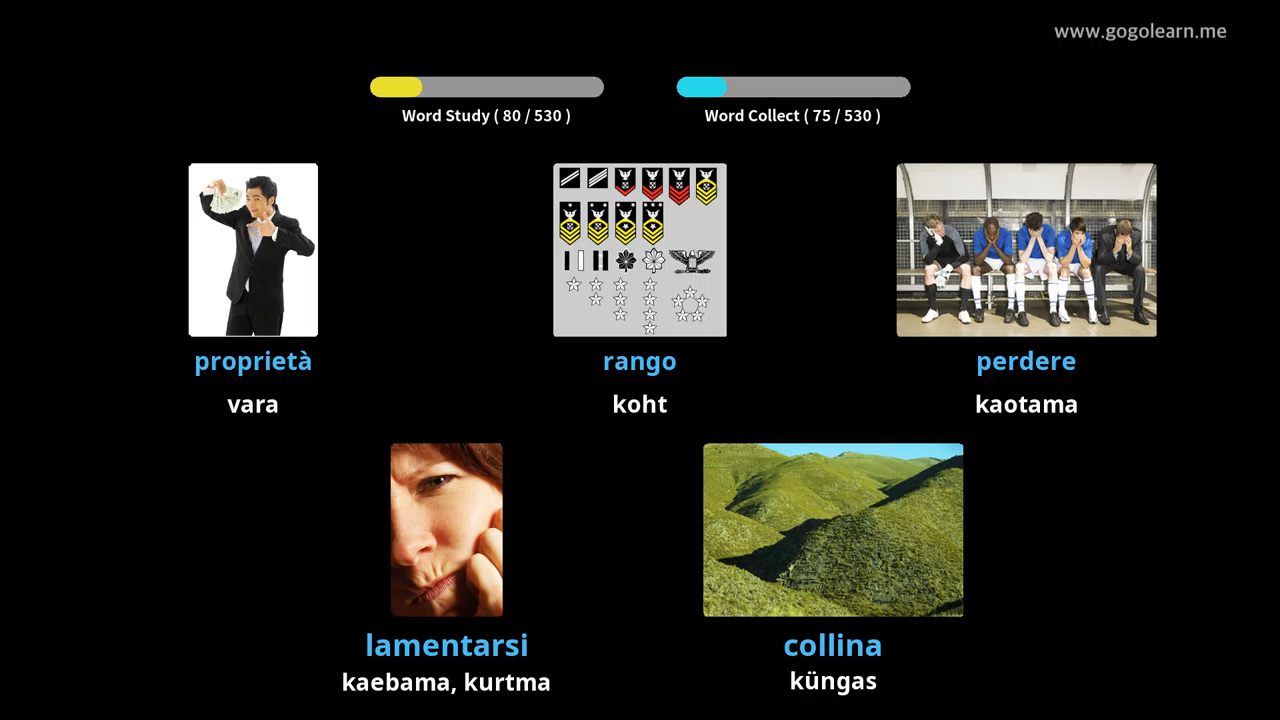 www.gogolearn.me
Word Study ( 80 / 530 )
Word Collect ( 75 / 530 )
proprietà
vara
rango
koht
perdere
kaotama
lamentarsi
kaebama, kurtma
collina
küngas